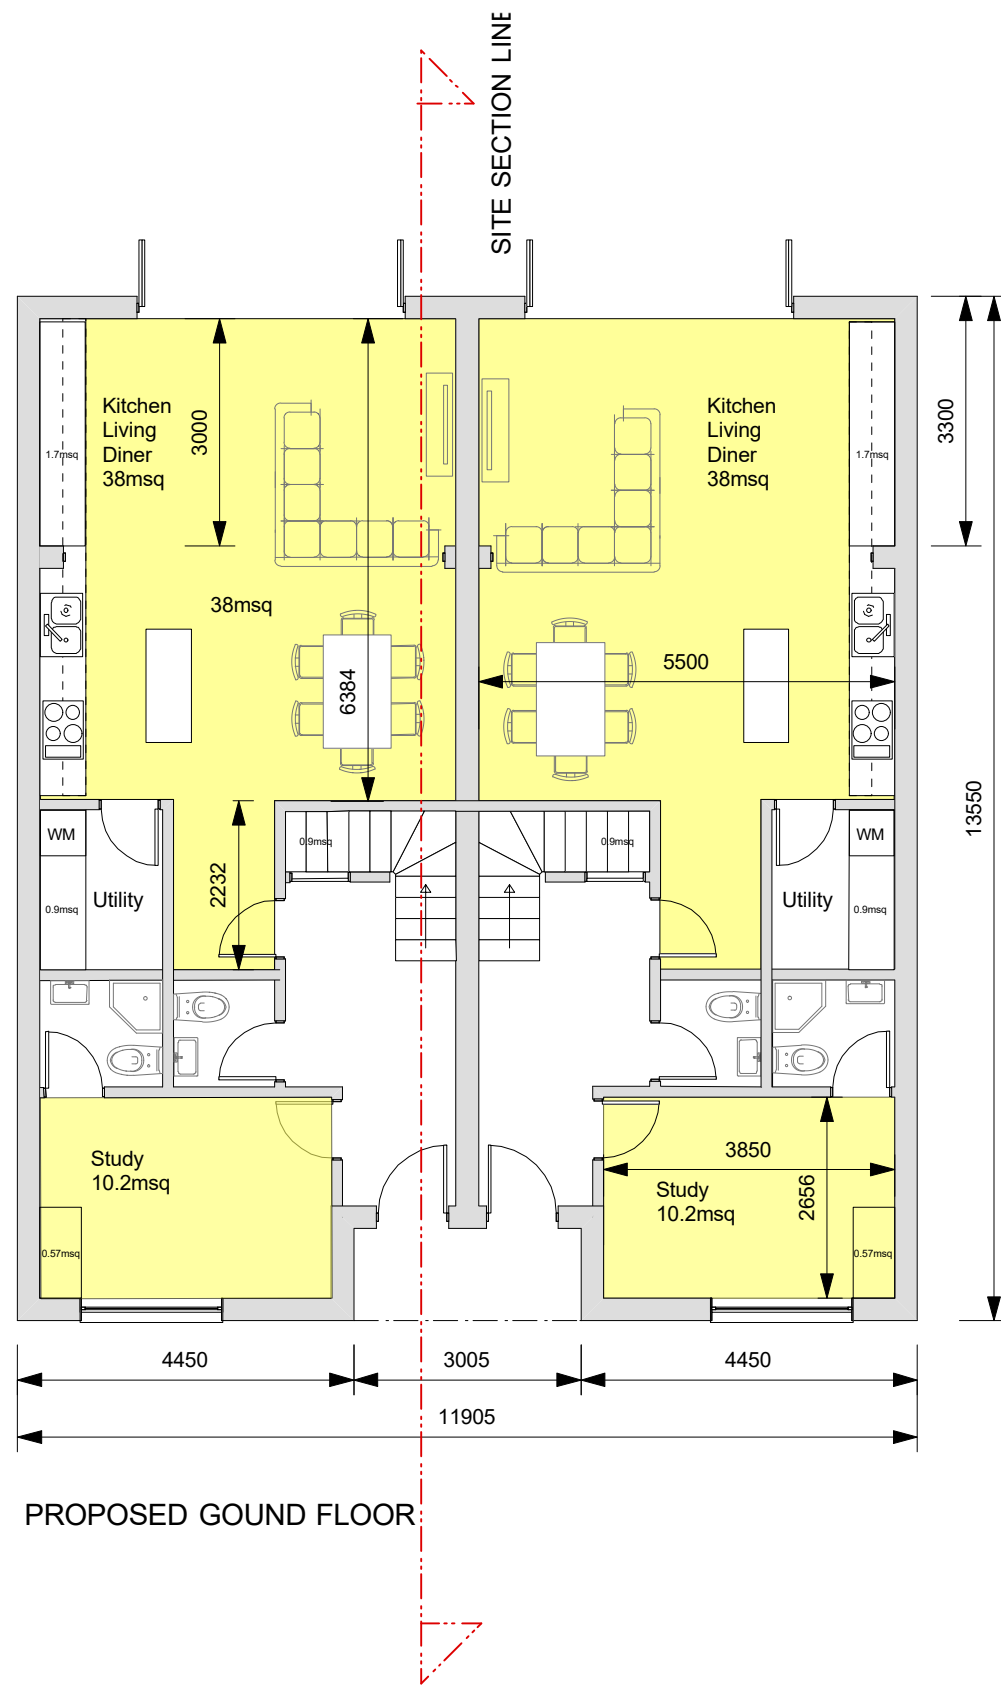 SITE SECTION LINE
Kitchen
Living
Diner
38msq
3000
1.7msq
Kitchen
Living
Diner
38msq
1.7msq
3300
38msq
6384
5500
13550
WM
0.9msq
0.9msq
WM
2232
Utility
0.9msq
Utility
0.9msq
Study
10.2msq
0.57msq
3850
2656
Study
10.2msq
0.57msq
4450
3005
4450
11905
PROPOSED GOUND FLOOR